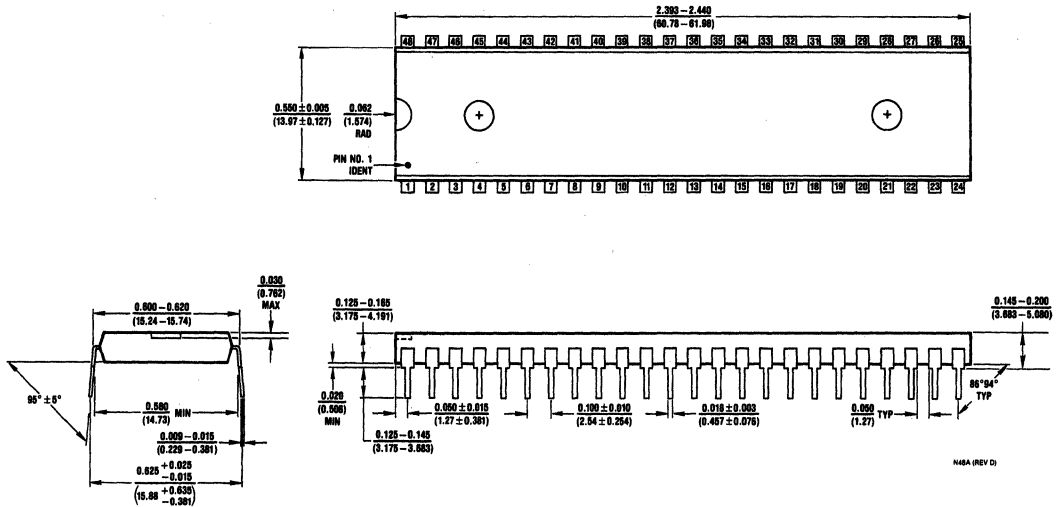 2.393 – 2.440
(60.78 – 61.98)
48 47 46 45 44 43 42 41 40 39 38 37 36 35 34 33 32 31 30 29 28 27 26 25
0.550 ± 0.005
(13.97 ± 0.127)
0.062
(1.574)
RAD
PIN NO. 1
IDENT
1 2 3 4 5 6 7 8 9 10 11 12 13 14 15 16 17 18 19 20 21 22 23 24
0.600 – 0.620
(15.24 – 15.74)
0.030
(0.762)
MAX
95° ± 5°
0.580
(14.73)
MIN
0.009 – 0.015
(0.229 – 0.381)
0.625 +0.025
−0.015
(15.88 +0.635
−0.381)
0.125 – 0.165
(3.175 – 4.191)
0.145 – 0.200
(3.683 – 5.080)
0.020
(0.508)
MIN
0.125 – 0.145
(3.175 – 3.683)
0.050 ± 0.015
(1.27 ± 0.381)
0.100 ± 0.010
(2.54 ± 0.254)
0.018 ± 0.003
(0.457 ± 0.076)
0.050
(1.27)
TYP
86°94°
TYP
N48A (REV D)